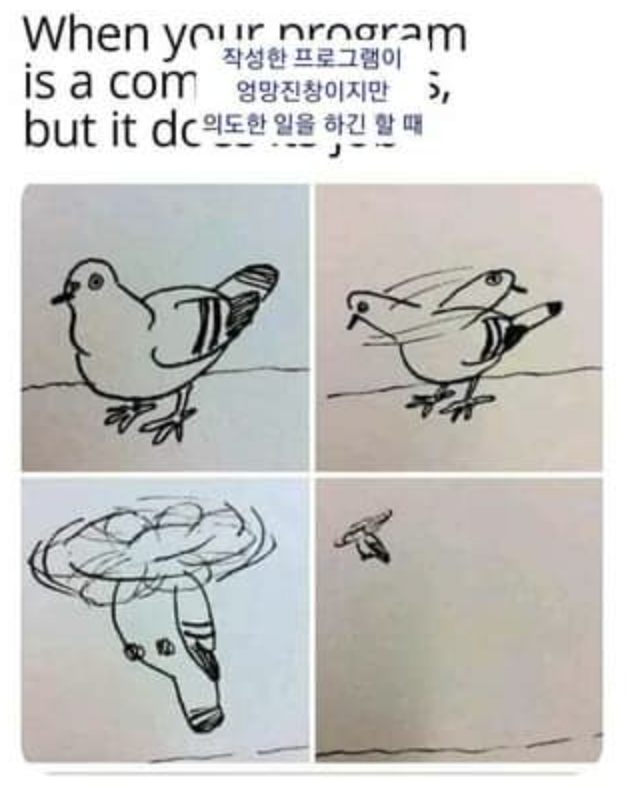 When your program
is a
but it
작성한 프로그램이
엉망진창이지만
의도한 일을 하긴 할 때